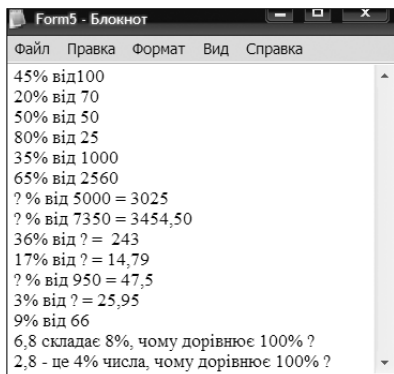 Form5 - Блокнот
Файл Правка Формат Вид Справка
45% від100
20% від 70
50% від 50
80% від 25
35% від 1000
65% від 2560
? % від 5000 = 3025
? % від 7350 = 3454,50
36% від ? = 243
17% від ? = 14,79
? % від 950 = 47,5
3% від ? = 25,95
9% від 66
6,8 складає 8%, чому дорівнює 100% ?
2,8 - це 4% числа, чому дорівнює 100% ?